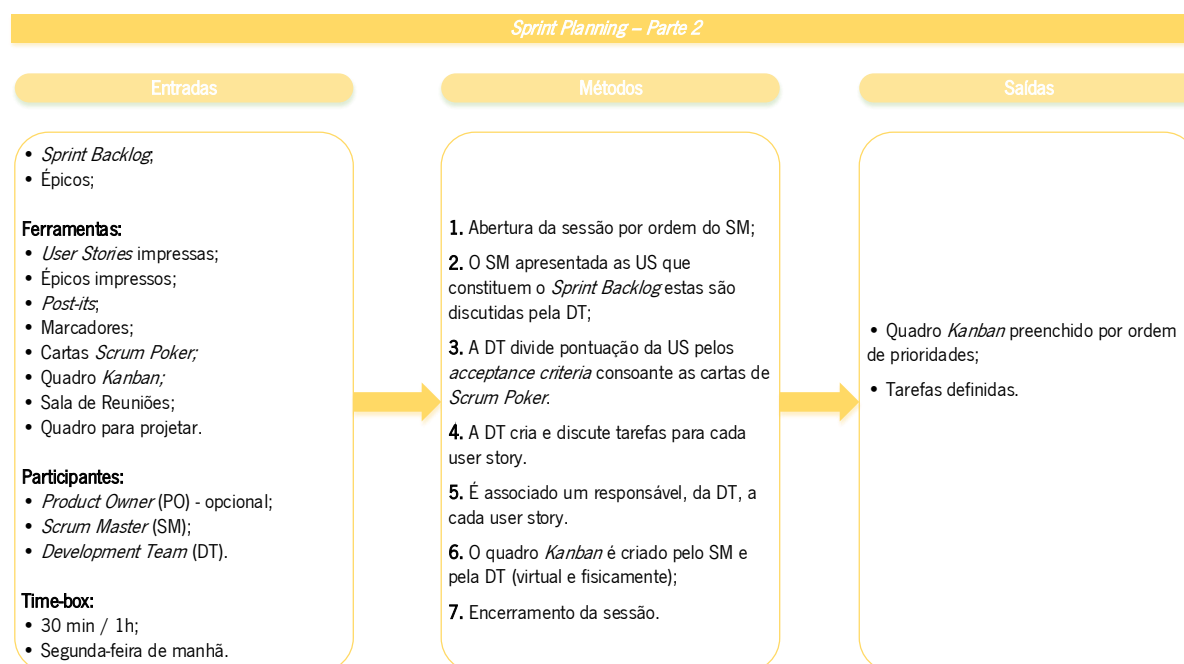 Sprint Planning – Parte 2
Entradas
• Sprint Backlog;
• Épicos;
Ferramentas:
• User Stories impressas;
• Épicos impressos;
• Post-its;
• Marcadores;
• Cartas Scrum Poker;
• Quadro Kanban;
• Sala de Reuniões;
• Quadro para projetar.
Participantes:
• Product Owner (PO) - opcional;
• Scrum Master (SM);
• Development Team (DT).
Time-box:
• 30 min / 1h;
• Segunda-feira de manhã.
Métodos
1. Abertura da sessão por ordem do SM;
2. O SM apresentada as US que
constituem o Sprint Backlog estas são
discutidas pela DT;
3. A DT divide pontuação da US pelos
acceptance criteria consoante as cartas de
Scrum Poker.
4. A DT cria e discute tarefas para cada
user story.
5. É associado um responsável, da DT, a
cada user story.
6. O quadro Kanban é criado pelo SM e
pela DT (virtual e fisicamente);
7. Encerramento da sessão.
Saídas
• Quadro Kanban preenchido por ordem
de prioridades;
• Tarefas definidas.